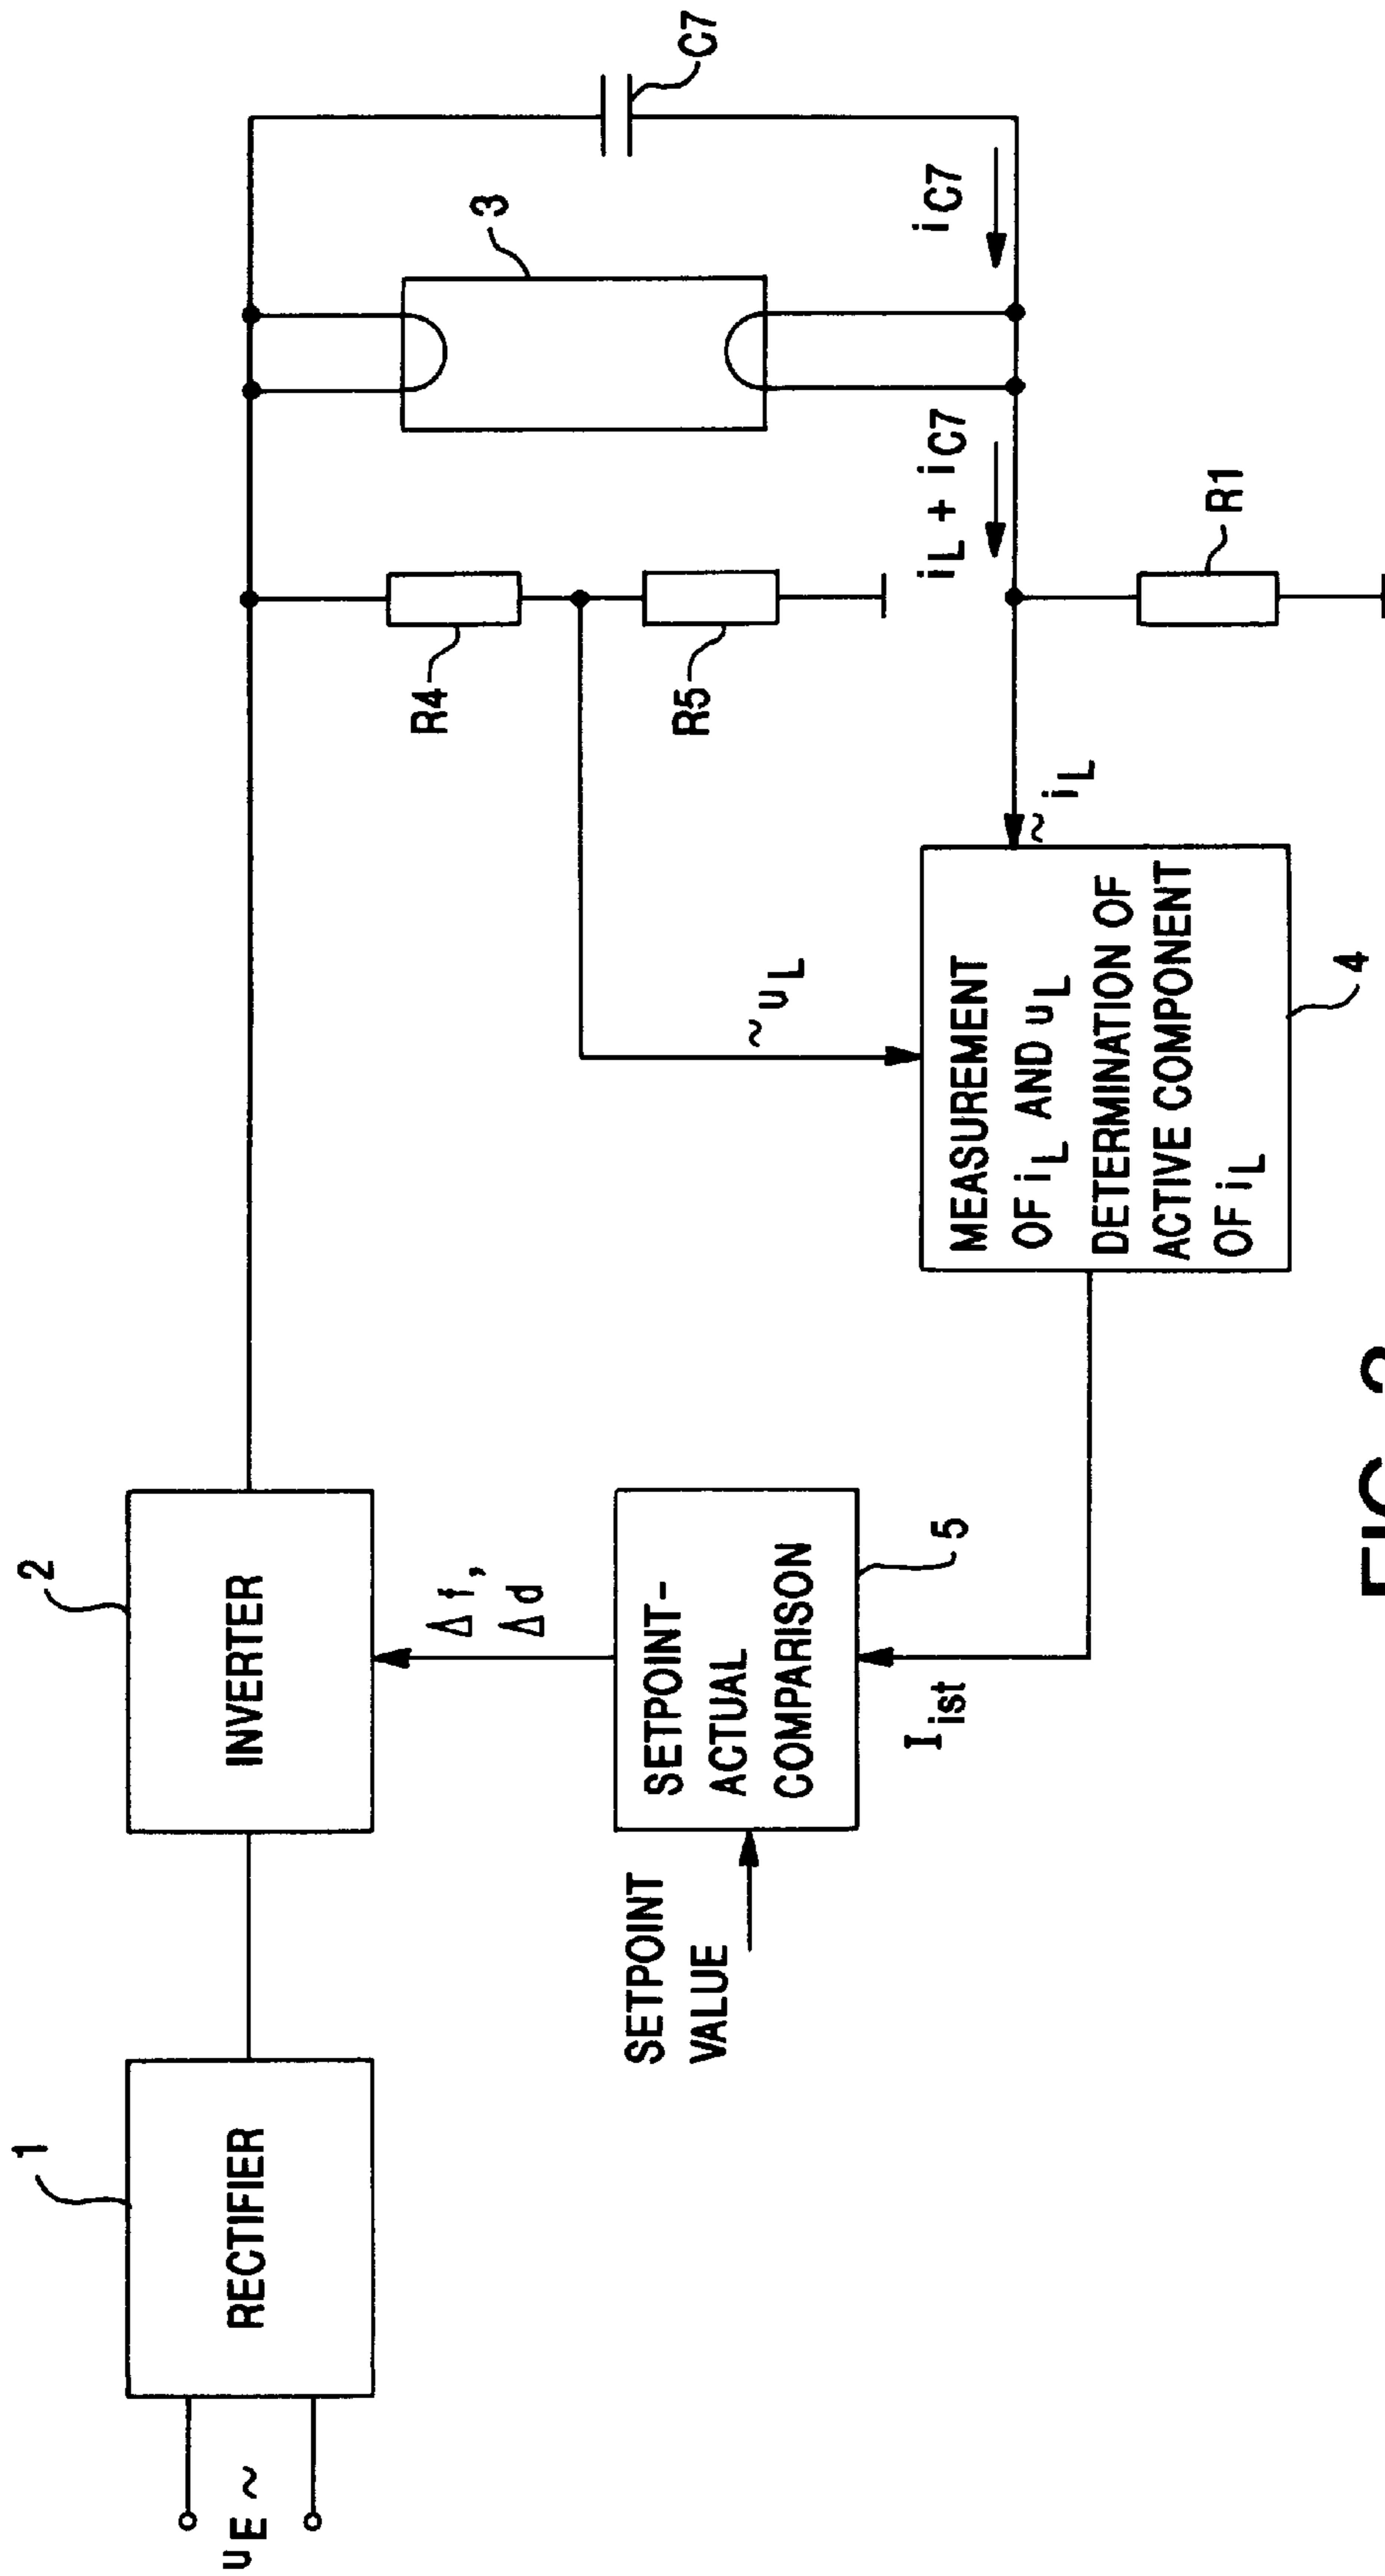 1
RECTIFIER
uE ~
2
INVERTER
Δf,
Δd
SETPOINT-
ACTUAL
COMPARISON
5
SETPOINT
VALUE
Iist
~ uL
MEASUREMENT
OF iL AND uL
DETERMINATION OF
ACTIVE COMPONENT
OF iL
4
~ iL
R4
R5
R1
iL + iC7
iC7
3
C7
FIG.